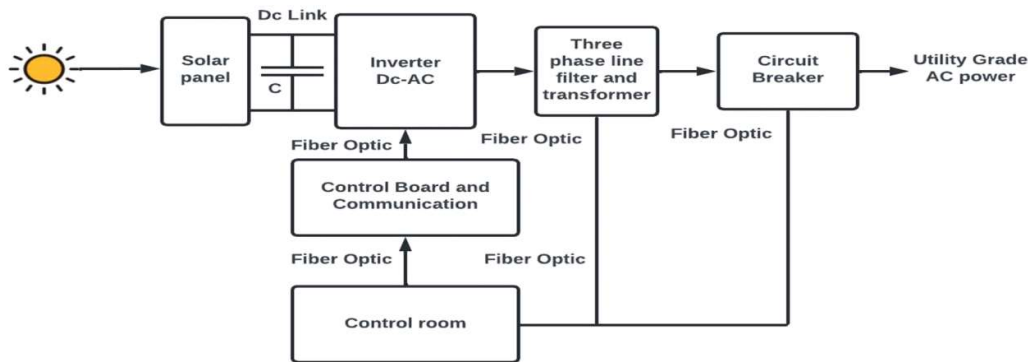 Dc Link
Solar
panel
C
Inverter
Dc-AC
Three
phase line
filter and
transformer
Circuit
Breaker
Utility Grade
AC power
Fiber Optic
Fiber Optic
Fiber Optic
Control Board and
Communication
Fiber Optic
Fiber Optic
Control room